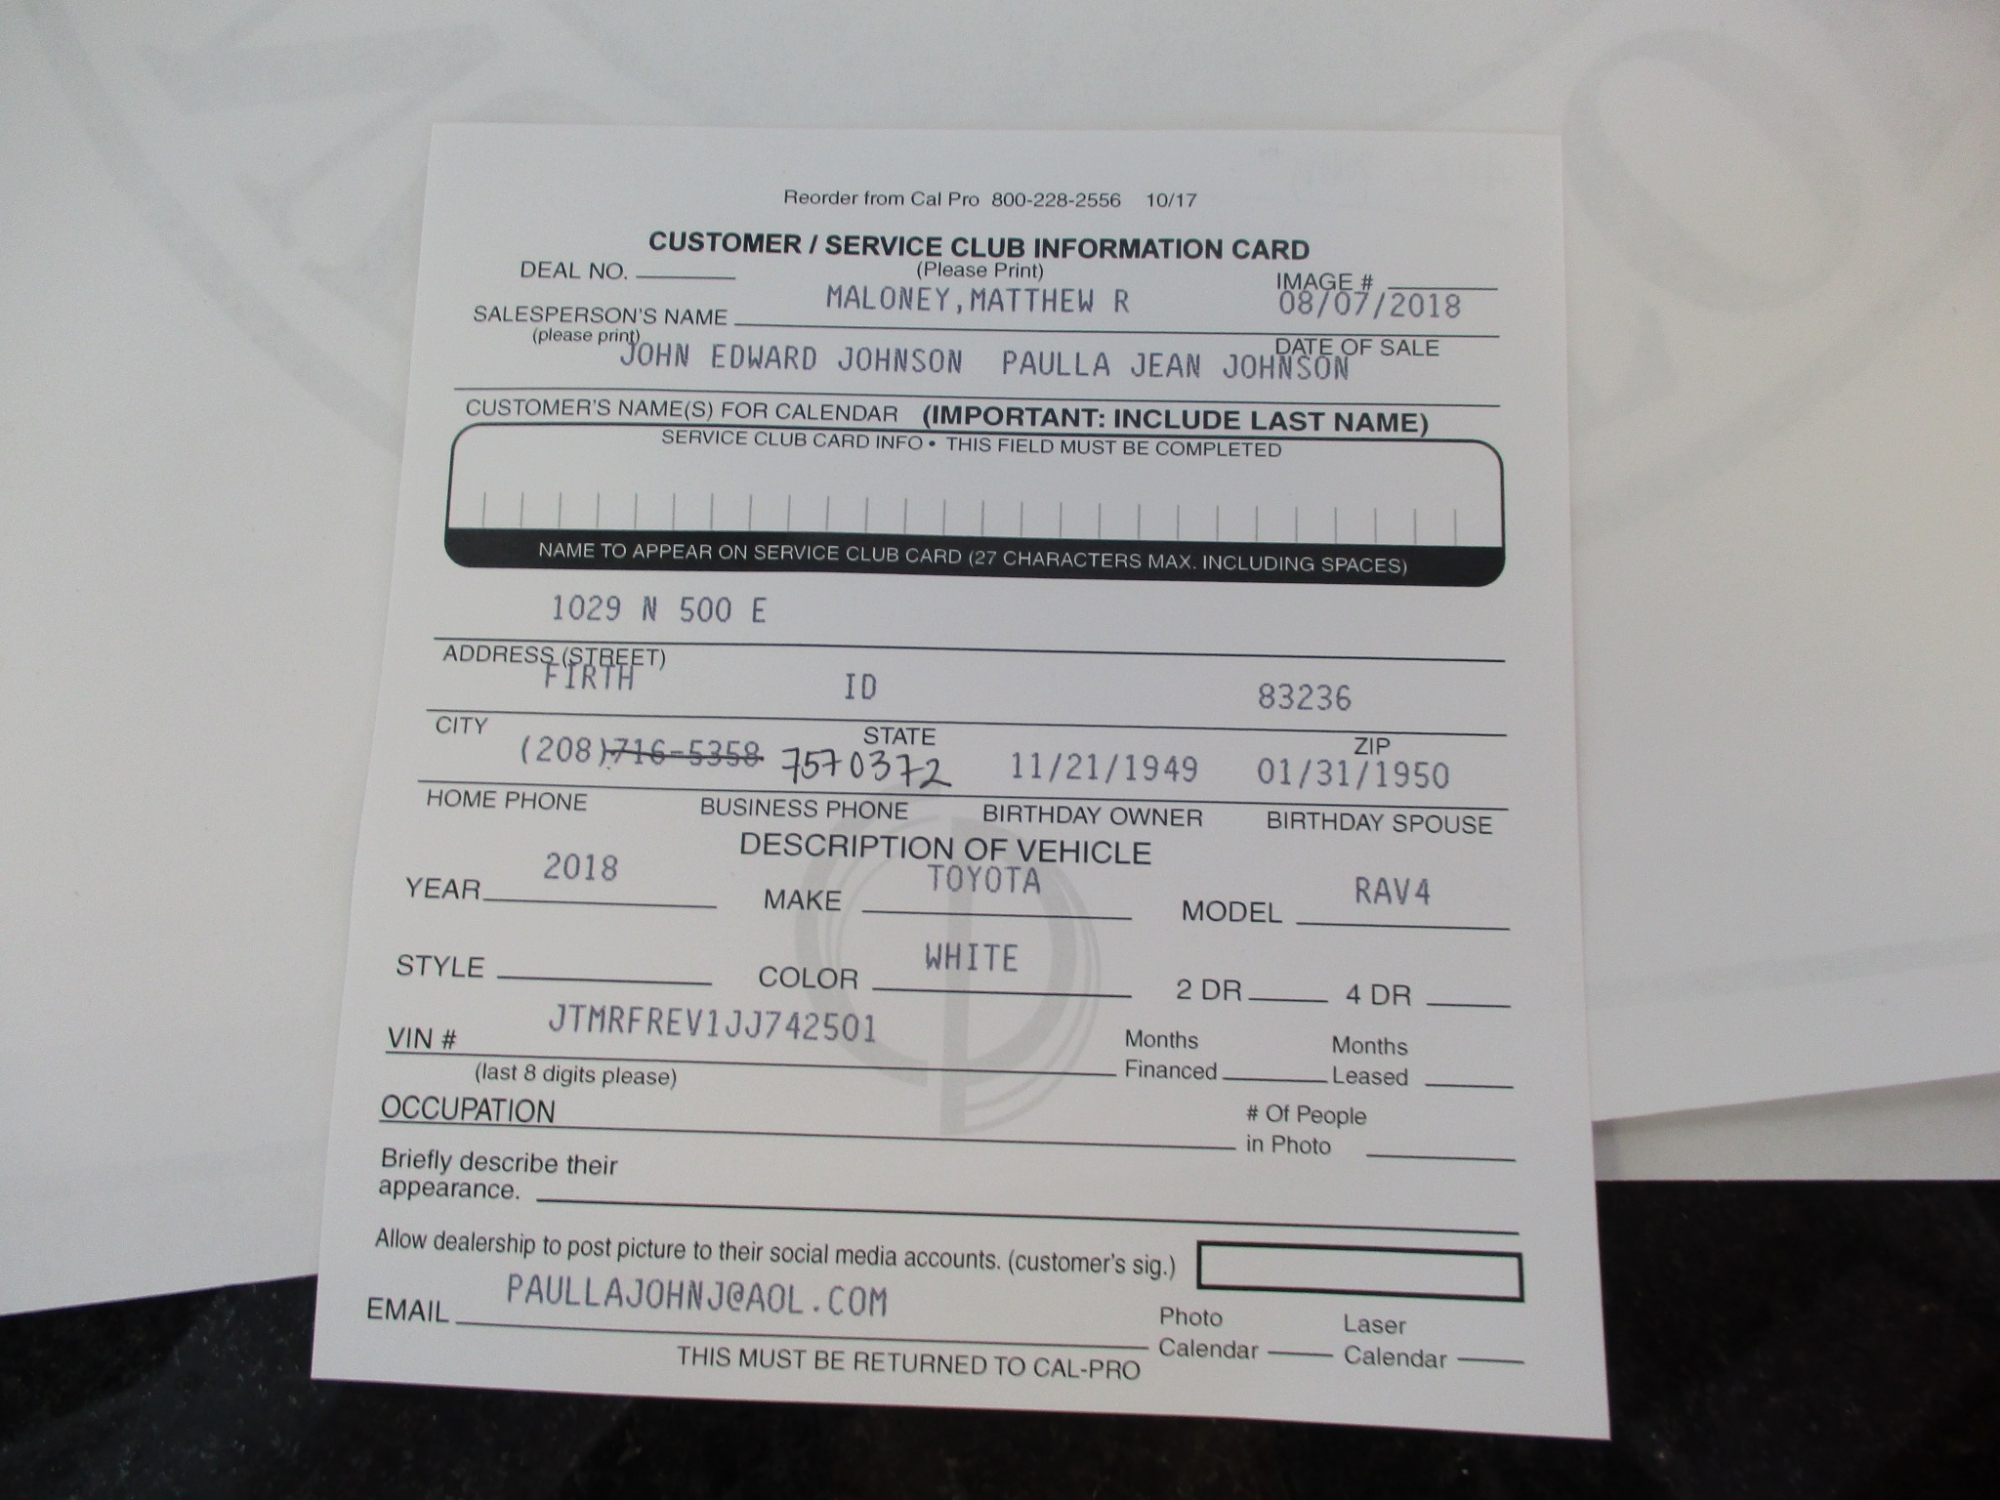 Reorder from Cal Pro 800-228-2556 10/17
CUSTOMER / SERVICE CLUB INFORMATION CARD
DEAL NO. (Please Print) IMAGE #
MALONEY,MATTHEW R 08/07/2018
SALESPERSON'S NAME
(please print) DATE OF SALE
JOHN EDWARD JOHNSON PAULLA JEAN JOHNSON
CUSTOMER'S NAME(S) FOR CALENDAR (IMPORTANT: INCLUDE LAST NAME)
SERVICE CLUB CARD INFO • THIS FIELD MUST BE COMPLETED
NAME TO APPEAR ON SERVICE CLUB CARD (27 CHARACTERS MAX. INCLUDING SPACES)
1029 N 500 E
ADDRESS (STREET)
FIRTH ID 83236
CITY STATE ZIP
(208)716-5358 7570372 11/21/1949 01/31/1950
HOME PHONE BUSINESS PHONE BIRTHDAY OWNER BIRTHDAY SPOUSE
DESCRIPTION OF VEHICLE
2018 TOYOTA RAV4
YEAR MAKE MODEL
WHITE
STYLE COLOR 2 DR 4 DR
JTMRFREV1JJ742501
VIN # Months Months
(last 8 digits please) Financed Leased
OCCUPATION # Of People
in Photo
Briefly describe their
appearance.
Allow dealership to post picture to their social media accounts. (customer's sig.)
PAULLAJOHNJ@AOL.COM
EMAIL Photo Laser
Calendar Calendar
THIS MUST BE RETURNED TO CAL-PRO